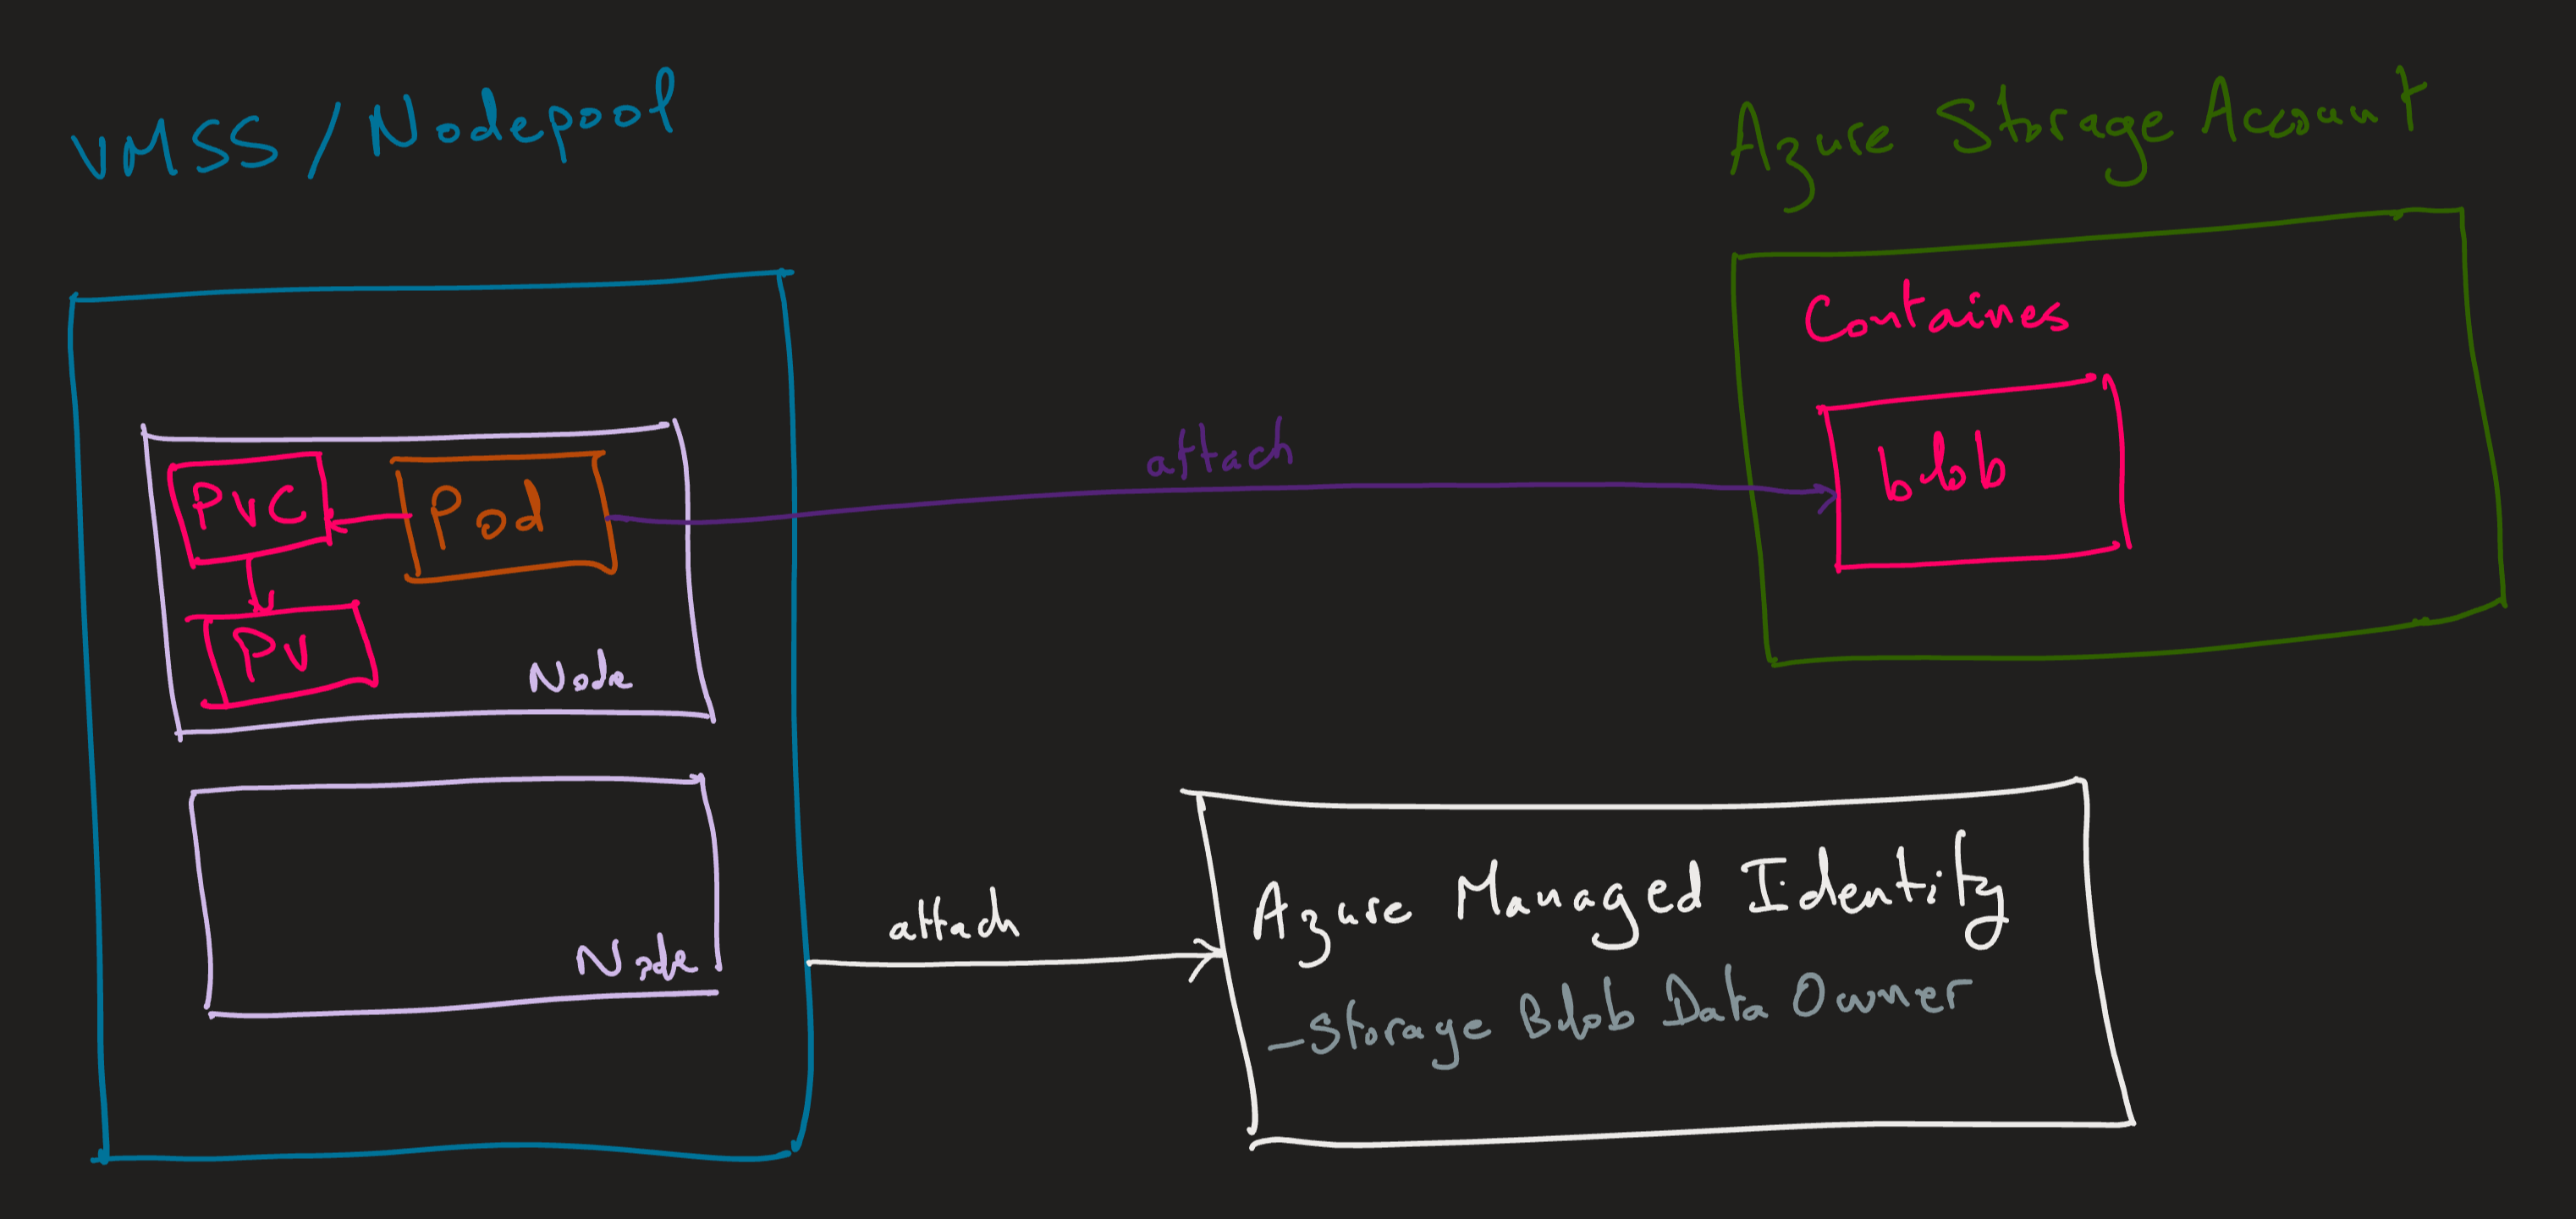 VMSS/Nodepool
Azure Storage Account
Containes
blob
attach
PVC
Pod
PV
Node
Node
attach
Azure Managed Identity
-Storage Blob Data Owner